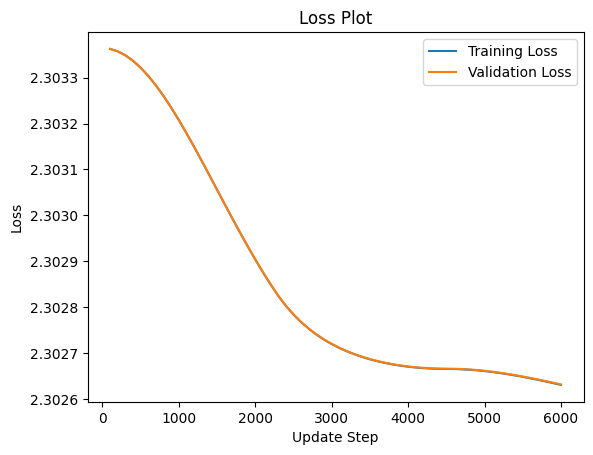 Loss Plot
Training Loss
Validation Loss
2.3033
2.3032
2.3031
2.3030
2.3029
2.3028
2.3027
2.3026
Loss
0 1000 2000 3000 4000 5000 6000
Update Step